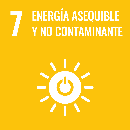 7 ENERGÍA ASEQUIBLE
Y NO CONTAMINANTE